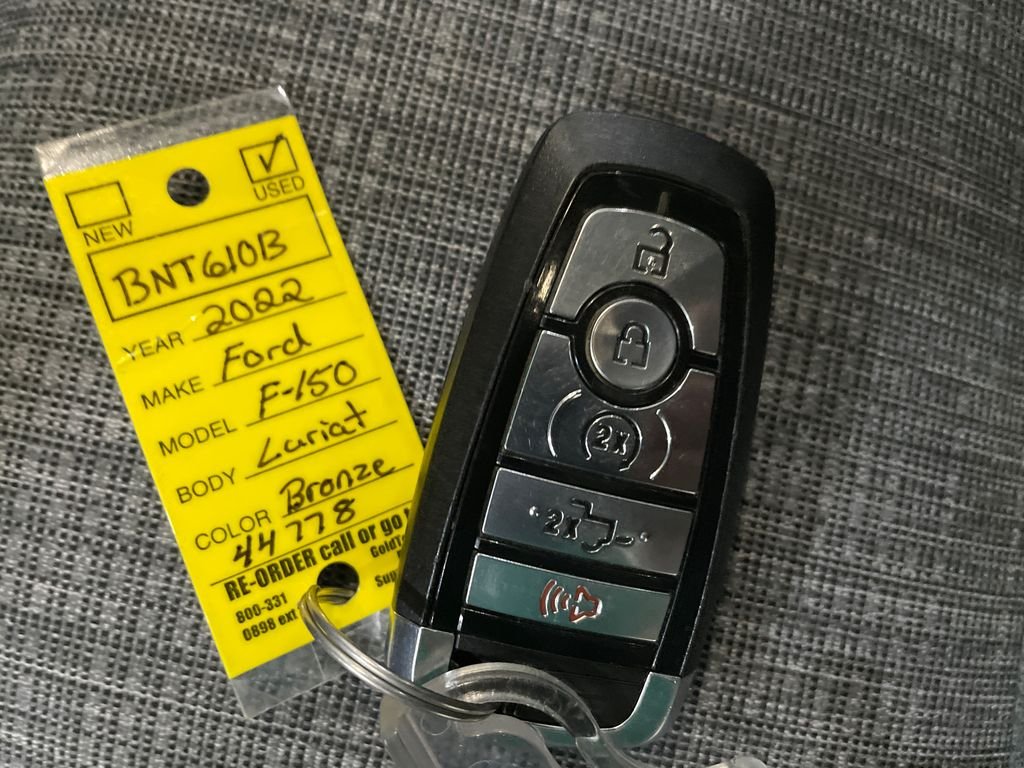 NEW
USED
BNT610B
YEAR 2022
MAKE Ford
MODEL F-150
BODY Lariat
COLOR Bronze
44778
RE-ORDER call or go
800-331
0898 ext
2X
2X